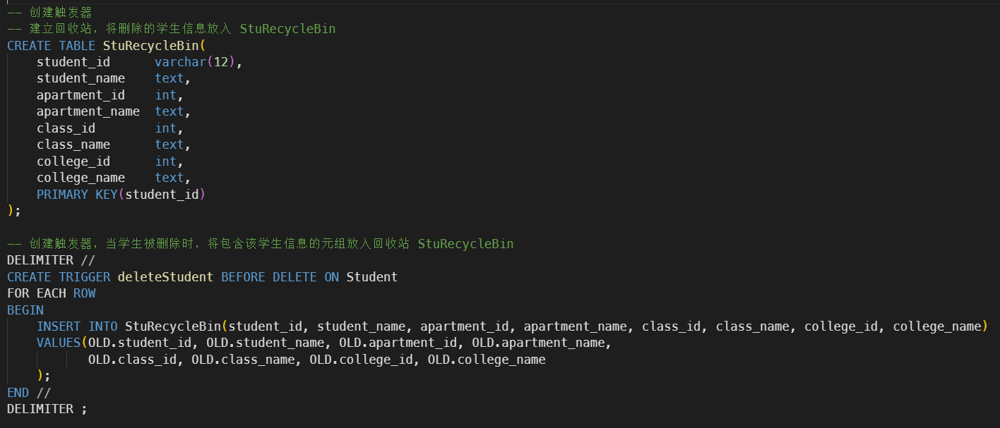 -- 创建触发器
-- 建立回收站，将删除的学生信息放入 StuRecycleBin
CREATE TABLE StuRecycleBin(
    student_id      varchar(12),
    student_name    text,
    apartment_id    int,
    apartment_name  text,
    class_id        int,
    class_name      text,
    college_id      int,
    college_name    text,
    PRIMARY KEY(student_id)
);
-- 创建触发器，当学生被删除时，将包含该学生信息的元组放入回收站 StuRecycleBin
DELIMITER //
CREATE TRIGGER deleteStudent BEFORE DELETE ON Student
FOR EACH ROW
BEGIN
    INSERT INTO StuRecycleBin(student_id, student_name, apartment_id, apartment_name, class_id, class_name, college_id, college_name)
    VALUES(OLD.student_id, OLD.student_name, OLD.apartment_id, OLD.apartment_name,
           OLD.class_id, OLD.class_name, OLD.college_id, OLD.college_name
    );
END //
DELIMITER ;